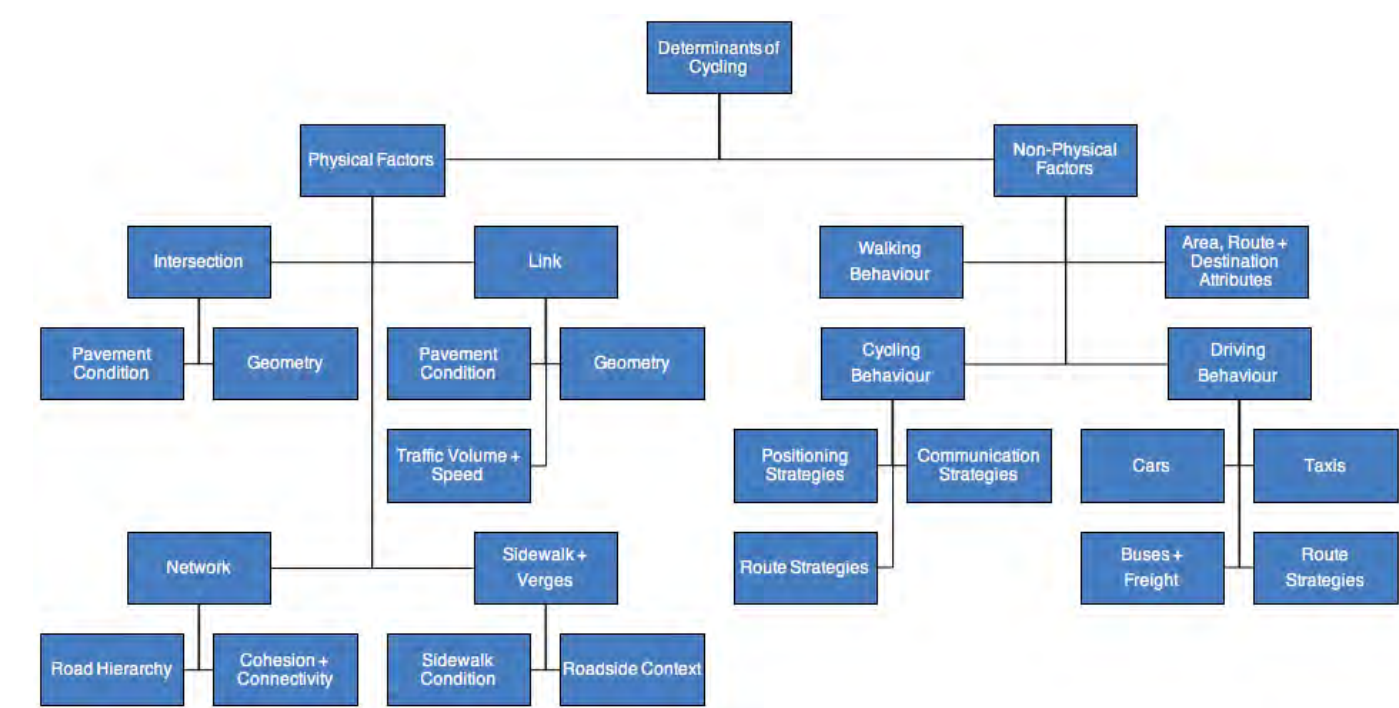 Determinants of
Cycling
Physical Factors
Non-Physical
Factors
Intersection
Link
Walking
Behaviour
Area, Route +
Destination
Attributes
Pavement
Condition
Geometry
Pavement
Condition
Geometry
Cycling
Behaviour
Driving
Behaviour
Traffic Volume +
Speed
Positioning
Strategies
Communication
Strategies
Cars
Taxis
Network
Sidewalk +
Verges
Route Strategies
Buses +
Freight
Route
Strategies
Road Hierarchy
Cohesion +
Connectivity
Sidewalk
Condition
Roadside Context